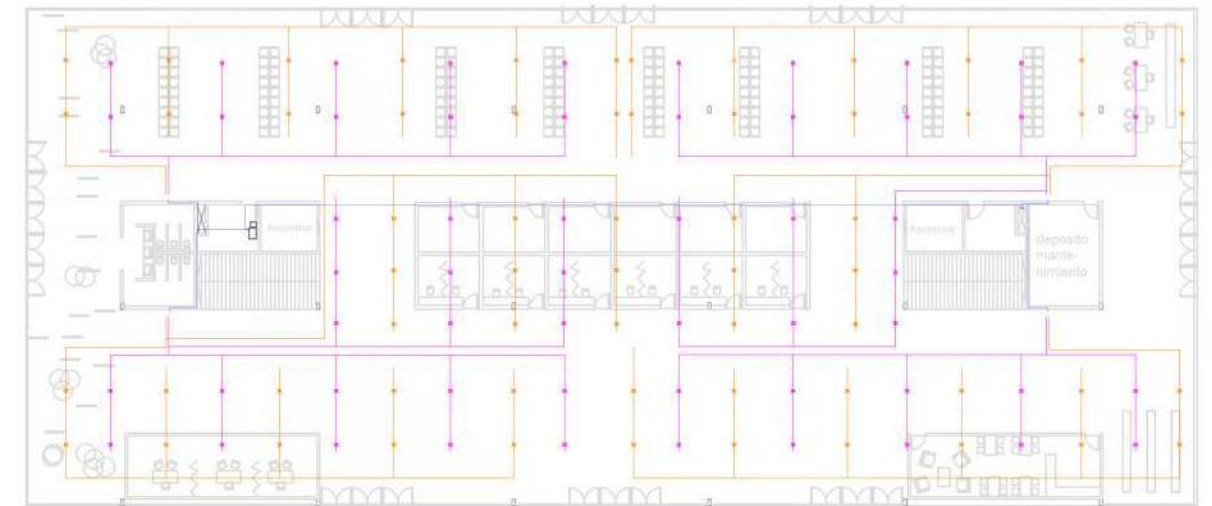 Ascensor
Ascensor
deposito
mante-
nimiento